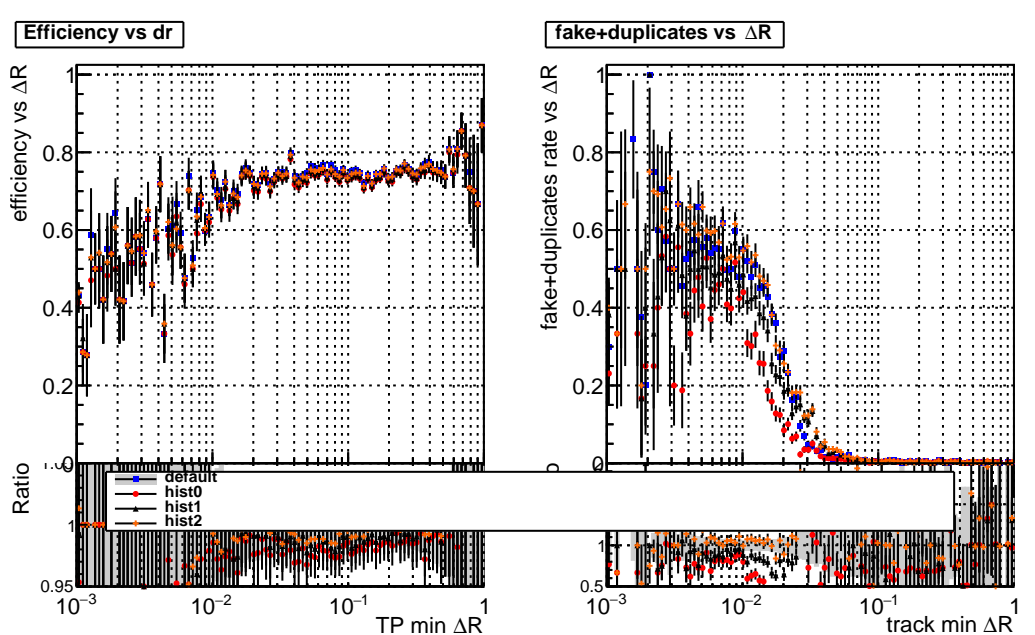 Efficiency vs dr
efficiency vs ΔR
1
0.8
0.6
0.4
0.2
0
Ratio
1
0.95
10⁻³
10⁻²
10⁻¹
1
TP min ΔR
fake+duplicates vs ΔR
fake+duplicates rate vs ΔR
1
0.8
0.6
0.4
0.2
0
1
0.5
10⁻³
10⁻²
10⁻¹
1
track min ΔR
default
hist0
hist1
hist2